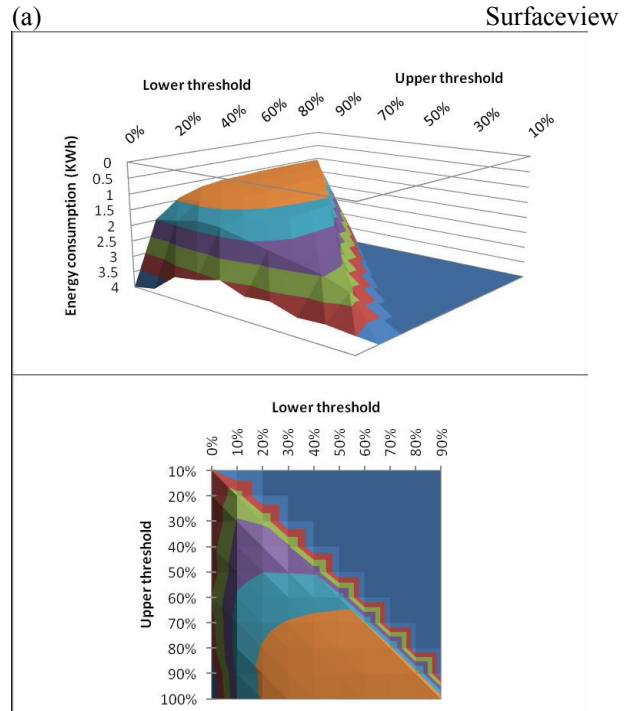 (a) Surfaceview
Lower threshold
Upper threshold
0% 20% 40% 60% 80% 90% 70% 50% 30% 10%
Energy consumption (KWh)
0
0.5
1
1.5
2
2.5
3
3.5
4
Lower threshold
0% 10% 20% 30% 40% 50% 60% 70% 80% 90%
Upper threshold
10%
20%
30%
40%
50%
60%
70%
80%
90%
100%